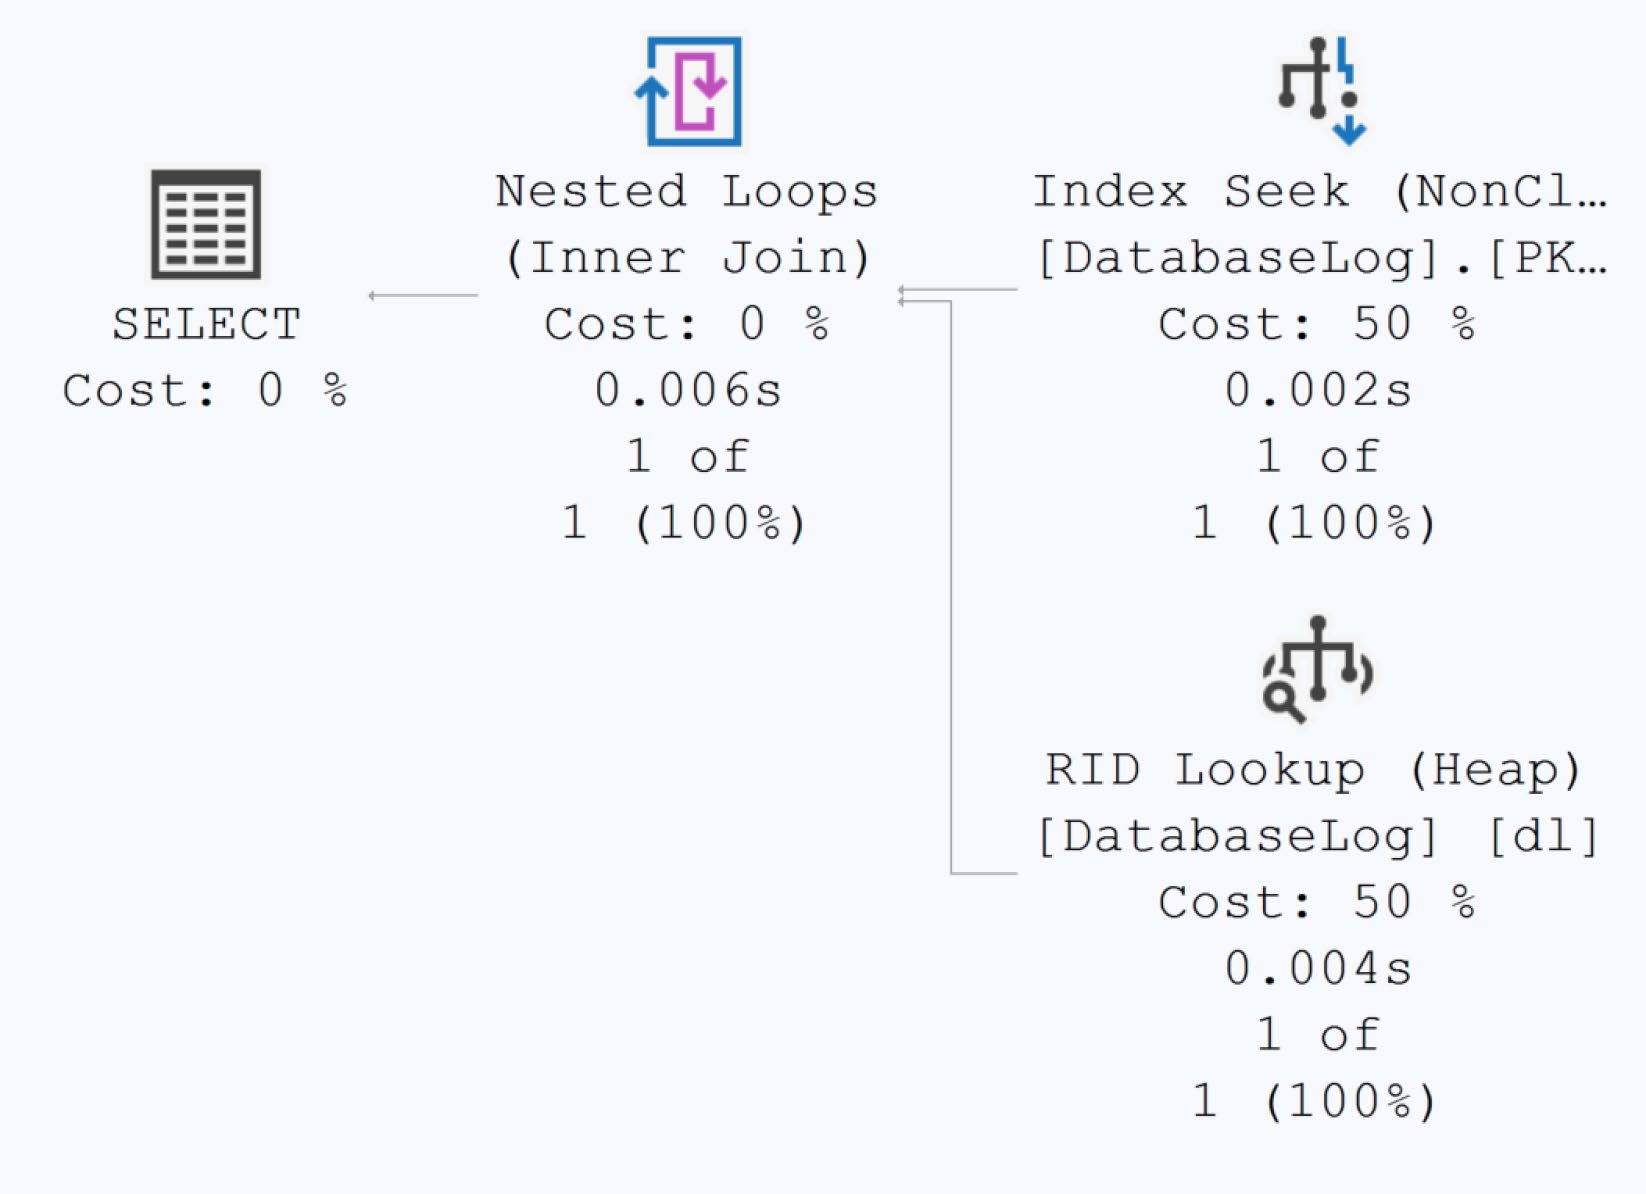 SELECT
Cost: 0 %
Nested Loops
(Inner Join)
Cost: 0 %
0.006s
1 of
1 (100%)
Index Seek (NonCl…
[DatabaseLog].[PK…
Cost: 50 %
0.002s
1 of
1 (100%)
RID Lookup (Heap)
[DatabaseLog] [dl]
Cost: 50 %
0.004s
1 of
1 (100%)